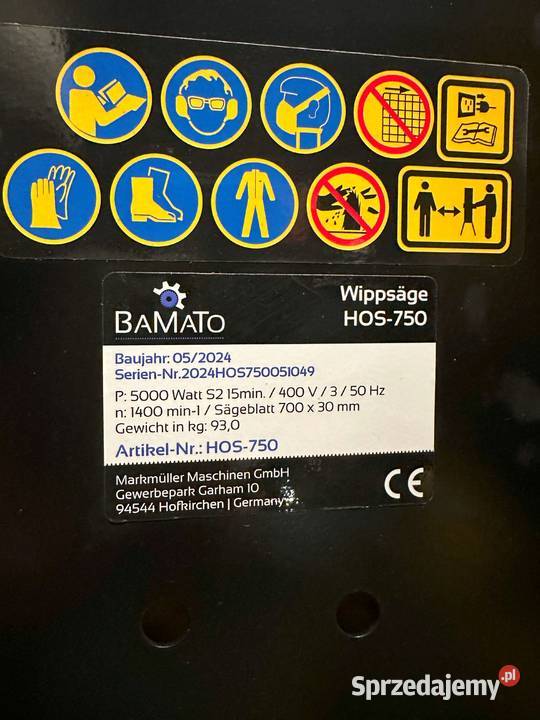 BAMATO
Wippsäge
HOS-750
Baujahr: 05/2024
Serien-Nr.2024HOS750051049
P: 5000 Watt S2 15min. / 400 V / 3 / 50 Hz
n: 1400 min-1 / Sägeblatt 700 x 30 mm
Gewicht in kg: 93,0
Artikel-Nr.: HOS-750
Markmüller Maschinen GmbH
Gewerbepark Garham 10
94544 Hofkirchen | Germany
CE
Sprzedajemy.pl